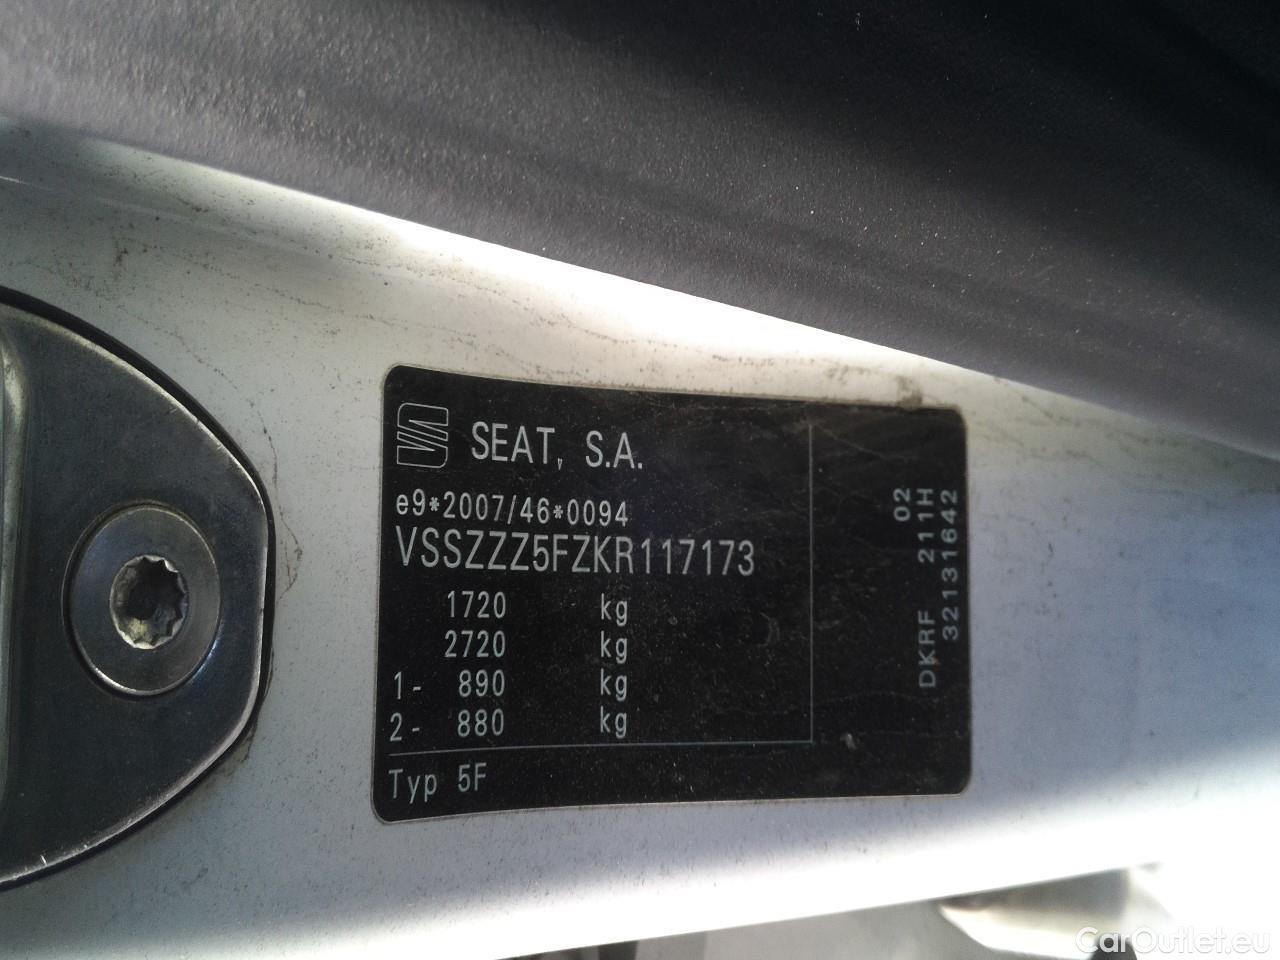 SEAT, S.A.
e9*2007/46*0094
VSSZZZ5FZKR117173
1720 kg
2720 kg
1- 890 kg
2- 880 kg
Typ 5F
02
DKRF 211H
32131642
CarOutlet.eu